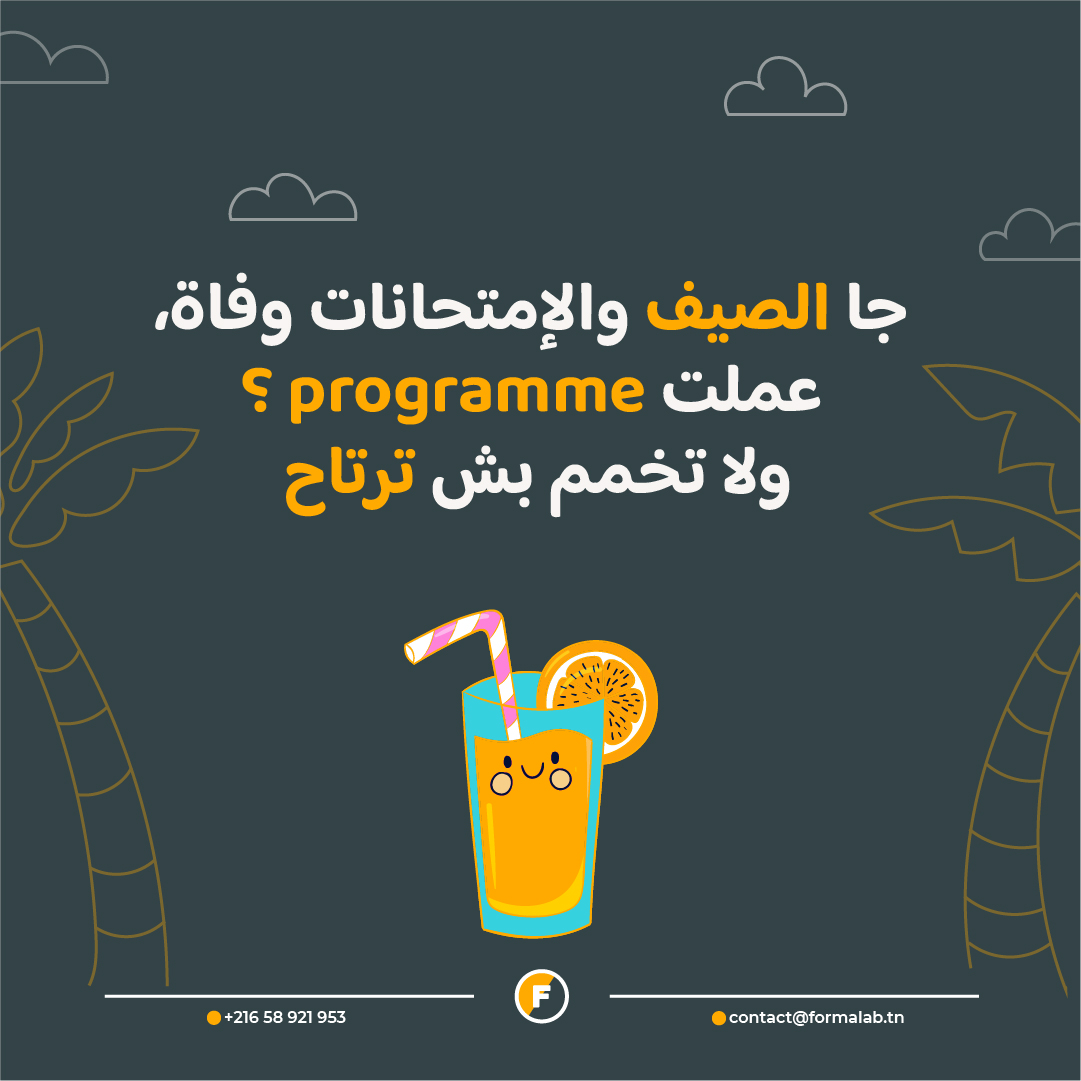 جا الصيف والإمتحانات وفاة،
عملت programme ؟
ولا تخمم بش ترتاح
F
+216 58 921 953
contact@formalab.tn